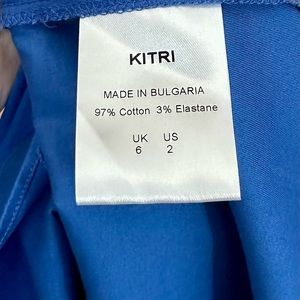 KITRI
MADE IN BULGARIA
97% Cotton 3% Elastane
UK US
6 2